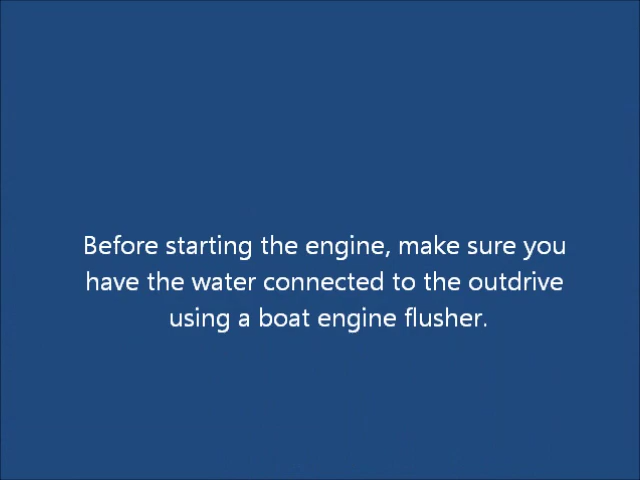 Before starting the engine, make sure you
have the water connected to the outdrive
using a boat engine flusher.